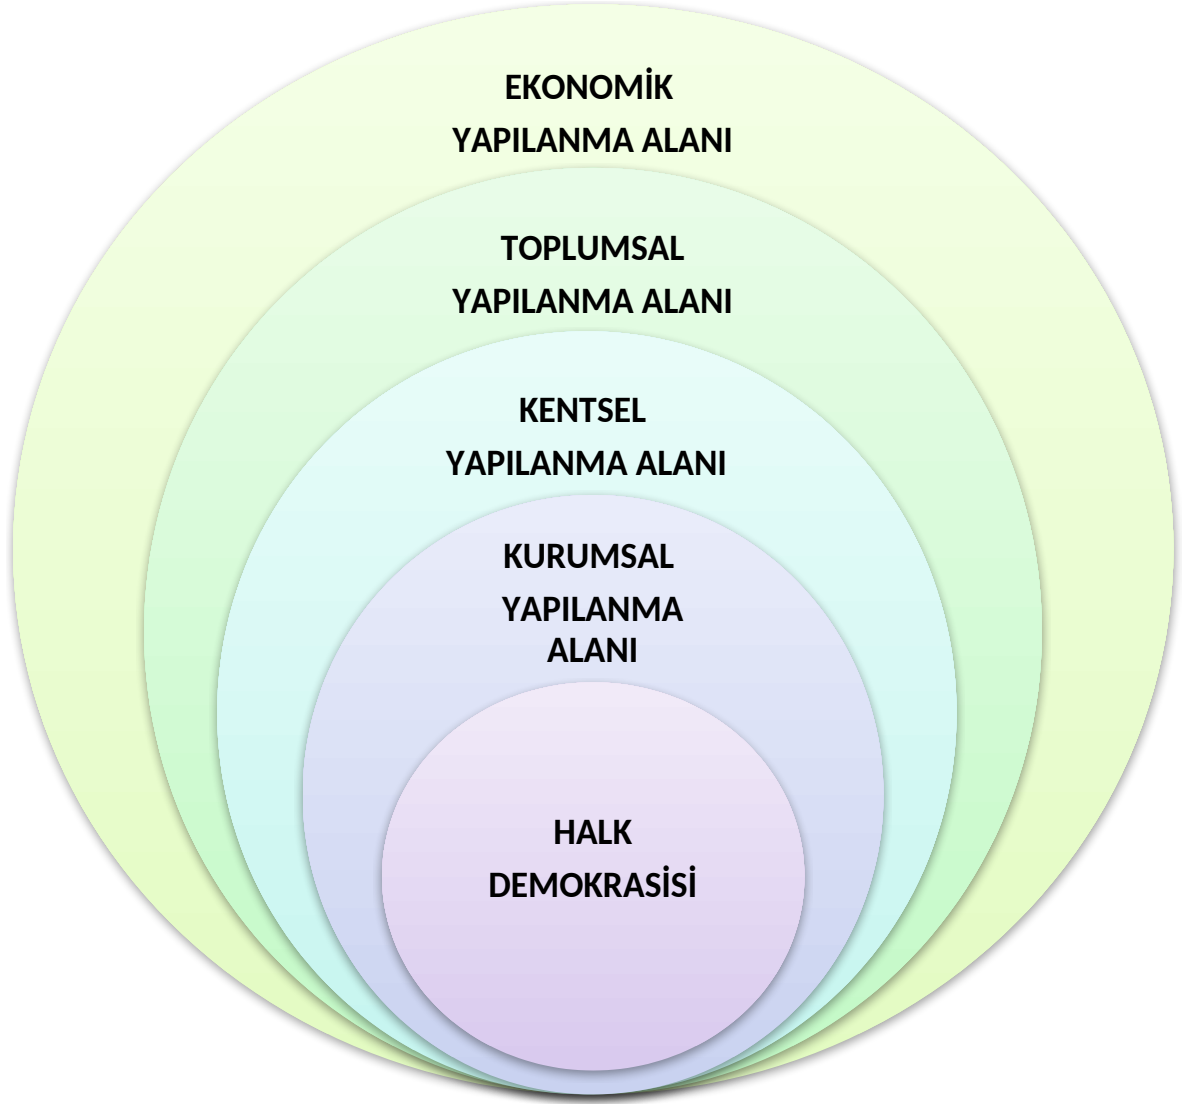 EKONOMİK
YAPILANMA ALANI
TOPLUMSAL
YAPILANMA ALANI
KENTSEL
YAPILANMA ALANI
KURUMSAL
YAPILANMA
ALANI
HALK
DEMOKRASİSİ